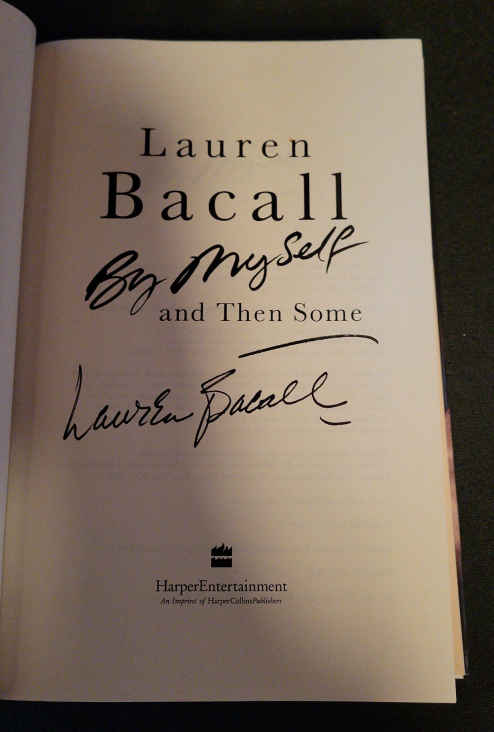 Lauren
Bacall
By Myself
and Then Some
Lauren Bacall
HarperEntertainment
An Imprint of HarperCollinsPublishers